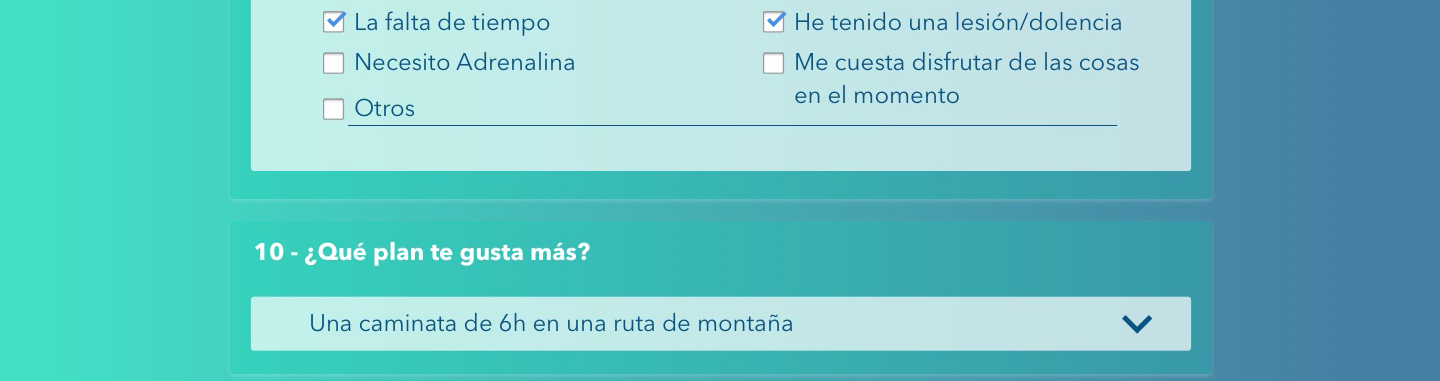 La falta de tiempo
He tenido una lesión/dolencia
Necesito Adrenalina
Me cuesta disfrutar de las cosas
en el momento
Otros
10 - ¿Qué plan te gusta más?
Una caminata de 6h en una ruta de montaña